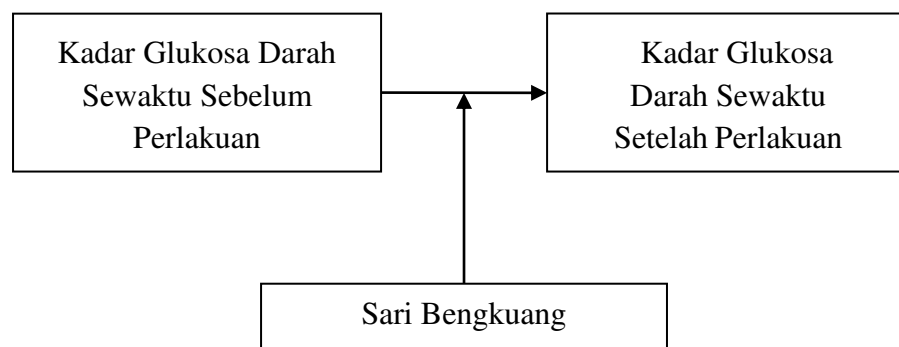 Kadar Glukosa Darah
Sewaktu Sebelum
Perlakuan
Kadar Glukosa
Darah Sewaktu
Setelah Perlakuan
Sari Bengkuang